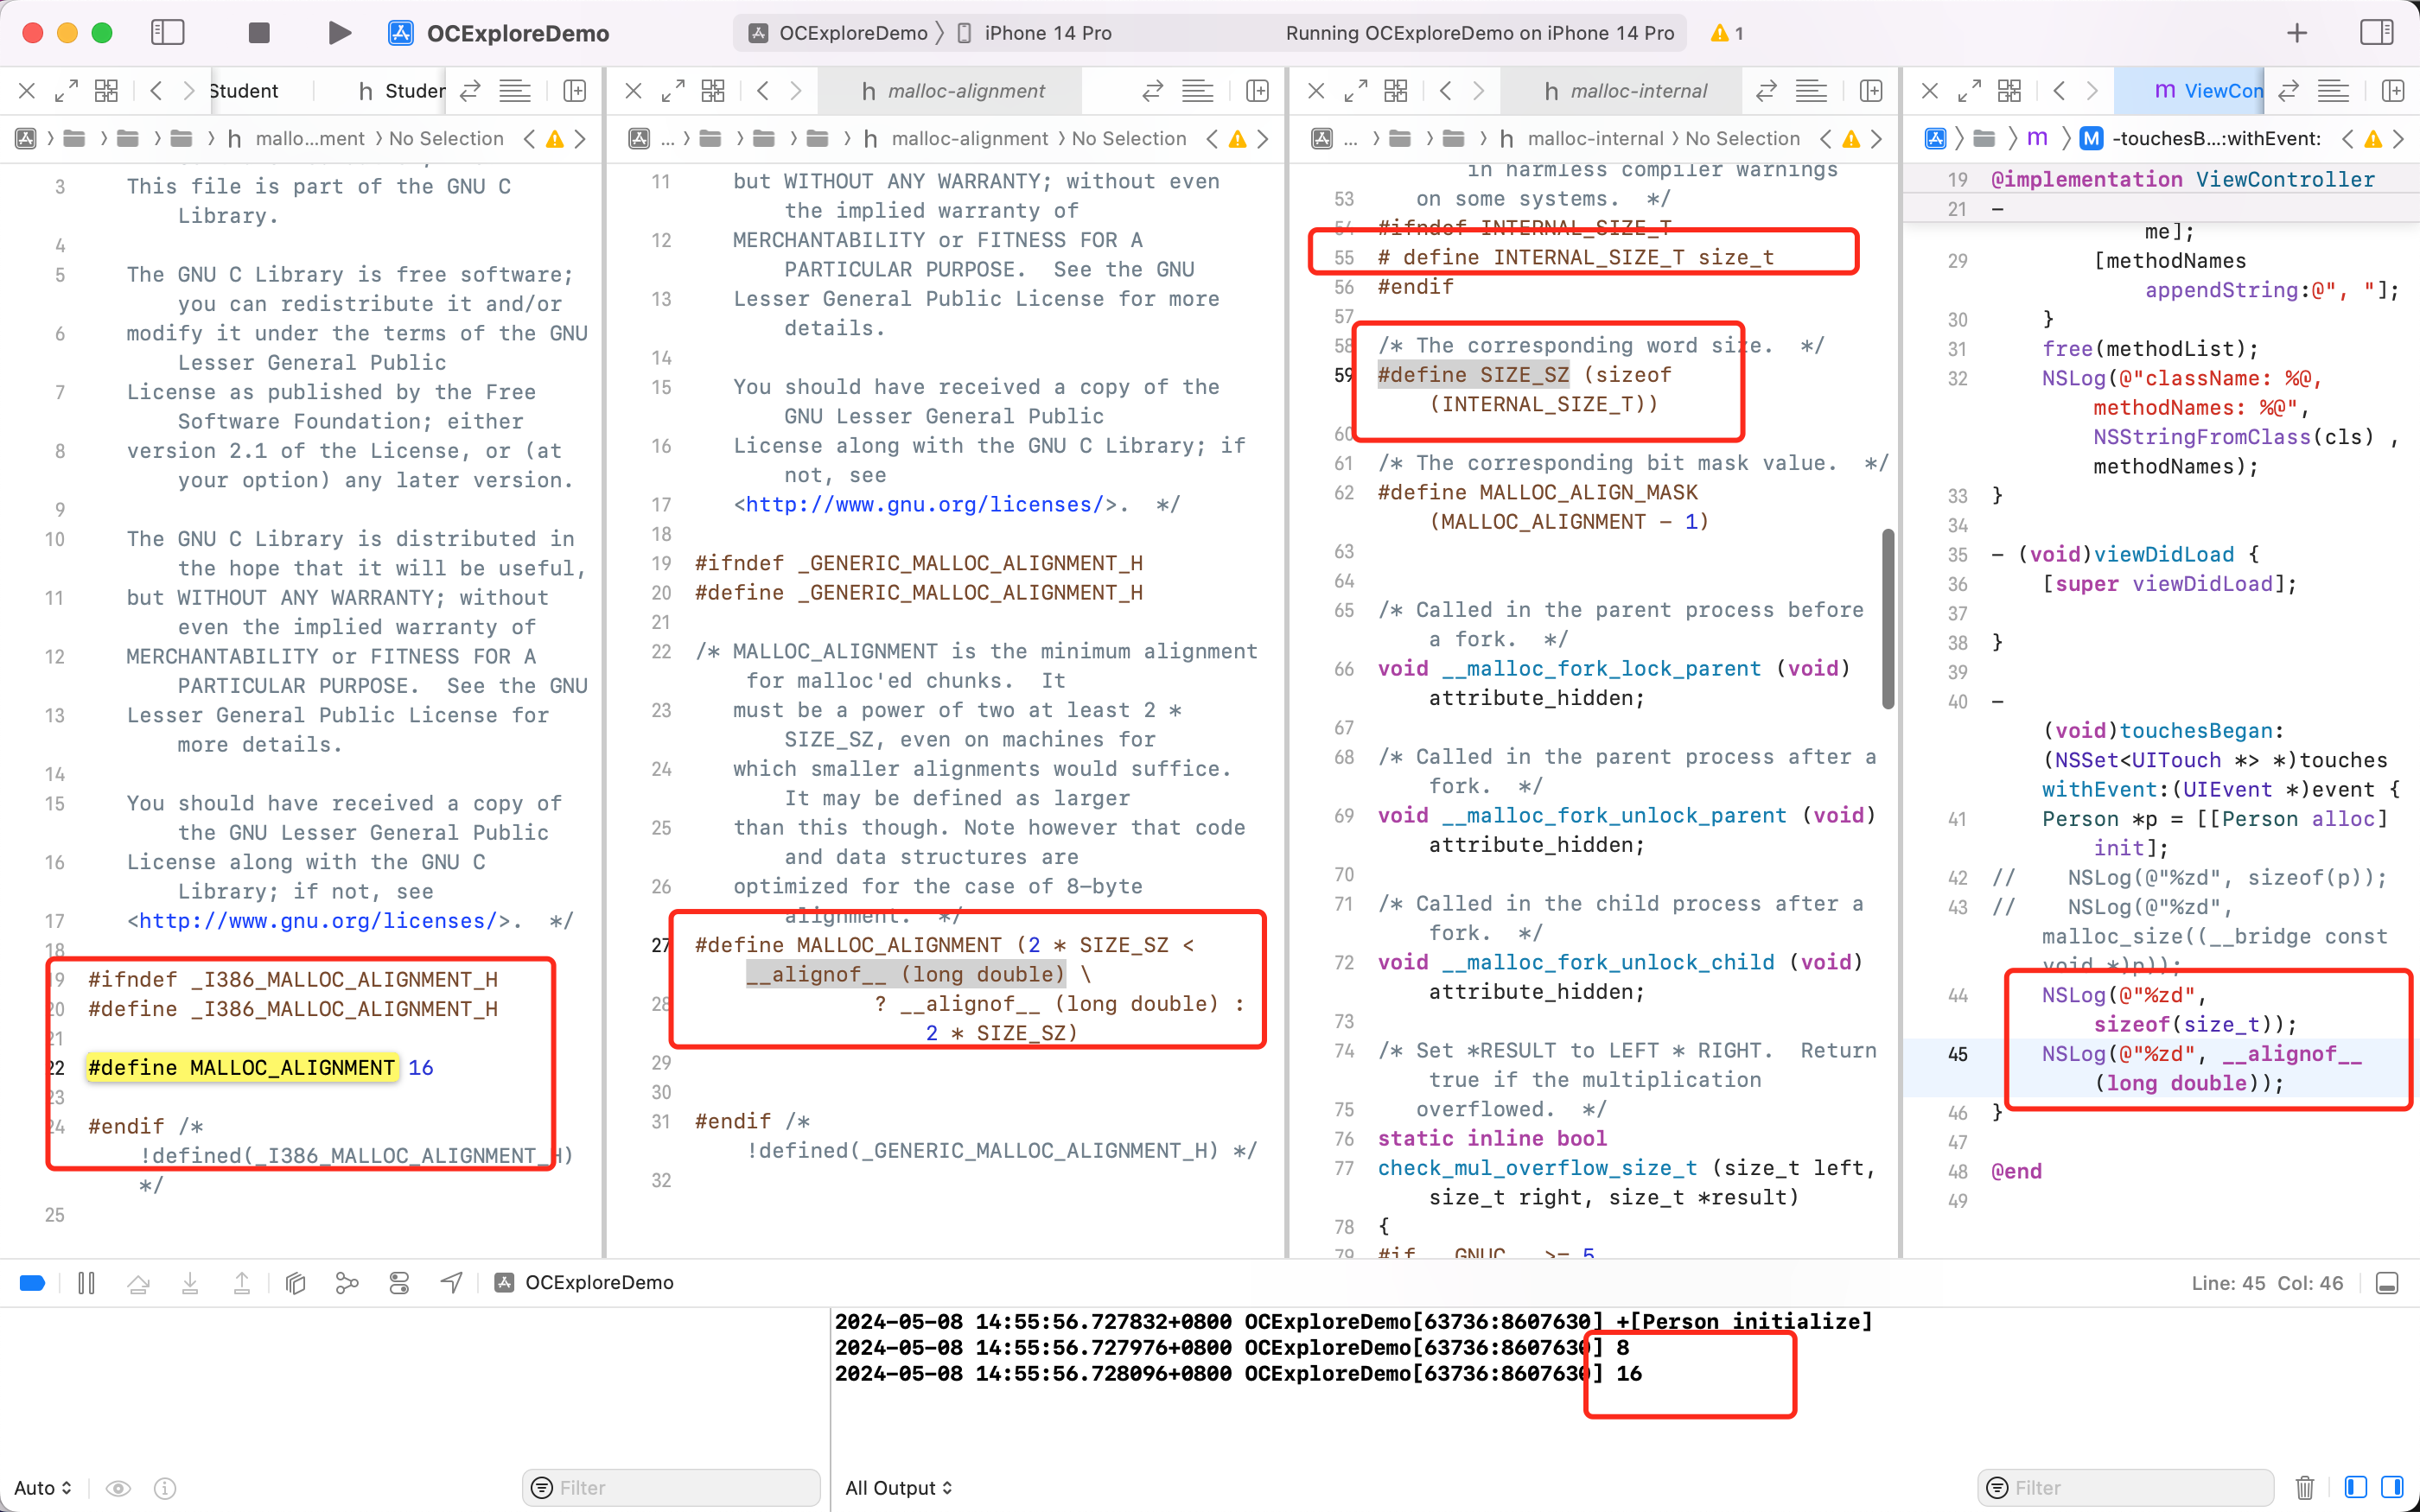 OCExploreDemo
OCExploreDemo
iPhone 14 Pro
Running OCExploreDemo on iPhone 14 Pro
1
Student
h Studer
mallo...ment
No Selection
3 This file is part of the GNU C
Library.
4
5 The GNU C Library is free software;
you can redistribute it and/or
6 modify it under the terms of the GNU
Lesser General Public
7 License as published by the Free
Software Foundation; either
8 version 2.1 of the License, or (at
your option) any later version.
9
10 The GNU C Library is distributed in
the hope that it will be useful,
11 but WITHOUT ANY WARRANTY; without
even the implied warranty of
12 MERCHANTABILITY or FITNESS FOR A
PARTICULAR PURPOSE.  See the GNU
13 Lesser General Public License for
more details.
14
15 You should have received a copy of
the GNU Lesser General Public
16 License along with the GNU C
Library; if not, see
17 <http://www.gnu.org/licenses/>.  */
18
19 #ifndef _I386_MALLOC_ALIGNMENT_H
20 #define _I386_MALLOC_ALIGNMENT_H
21
22 #define MALLOC_ALIGNMENT 16
23
24 #endif /*
!defined(_I386_MALLOC_ALIGNMENT_H)
*/
25
h malloc-alignment
... h malloc-alignment
No Selection
11 but WITHOUT ANY WARRANTY; without even
the implied warranty of
12 MERCHANTABILITY or FITNESS FOR A
PARTICULAR PURPOSE.  See the GNU
13 Lesser General Public License for more
details.
14
15 You should have received a copy of the
GNU Lesser General Public
16 License along with the GNU C Library; if
not, see
17 <http://www.gnu.org/licenses/>.  */
18
19 #ifndef _GENERIC_MALLOC_ALIGNMENT_H
20 #define _GENERIC_MALLOC_ALIGNMENT_H
21
22 /* MALLOC_ALIGNMENT is the minimum alignment
for malloc'ed chunks.  It
23 must be a power of two at least 2 *
SIZE_SZ, even on machines for
24 which smaller alignments would suffice.
It may be defined as larger
25 than this though. Note however that code
and data structures are
26 optimized for the case of 8-byte
alignment.  */
27 #define MALLOC_ALIGNMENT (2 * SIZE_SZ <
__alignof__ (long double) \
28 ? __alignof__ (long double) :
2 * SIZE_SZ)
29
30
31 #endif /*
!defined(_GENERIC_MALLOC_ALIGNMENT_H) */
32
h malloc-internal
... h malloc-internal
No Selection
in harmless compiler warnings
53 on some systems.  */
54 #ifndef INTERNAL_SIZE_T
55 # define INTERNAL_SIZE_T size_t
56 #endif
57
58 /* The corresponding word size.  */
59 #define SIZE_SZ (sizeof
(INTERNAL_SIZE_T))
60
61 /* The corresponding bit mask value.  */
62 #define MALLOC_ALIGN_MASK
(MALLOC_ALIGNMENT - 1)
63
64
65 /* Called in the parent process before
a fork.  */
66 void __malloc_fork_lock_parent (void)
attribute_hidden;
67
68 /* Called in the parent process after a
fork.  */
69 void __malloc_fork_unlock_parent (void)
attribute_hidden;
70
71 /* Called in the child process after a
fork.  */
72 void __malloc_fork_unlock_child (void)
attribute_hidden;
73
74 /* Set *RESULT to LEFT * RIGHT.  Return
true if the multiplication
75 overflowed.  */
76 static inline bool
77 check_mul_overflow_size_t (size_t left,
size_t right, size_t *result)
78 {
79 #if __GNUC__ >= 5
m ViewCon
m M -touchesB...:withEvent:
19 @implementation ViewController
21 -
me];
29 [methodNames
appendString:@", "];
30 }
31 free(methodList);
32 NSLog(@"className: %@,
methodNames: %@",
NSStringFromClass(cls) ,
methodNames);
33 }
34
35 - (void)viewDidLoad {
36 [super viewDidLoad];
37
38 }
39
40 -
(void)touchesBegan:
(NSSet<UITouch *> *)touches
withEvent:(UIEvent *)event {
41 Person *p = [[Person alloc]
init];
42 //    NSLog(@"%zd", sizeof(p));
43 //    NSLog(@"%zd",
malloc_size((__bridge const
void *)p));
44 NSLog(@"%zd",
sizeof(size_t));
45 NSLog(@"%zd", __alignof__
(long double));
46 }
47
48 @end
49
OCExploreDemo
Line: 45 Col: 46
2024-05-08 14:55:56.727832+0800 OCExploreDemo[63736:8607630] +[Person initialize]
2024-05-08 14:55:56.727976+0800 OCExploreDemo[63736:8607630] 8
2024-05-08 14:55:56.728096+0800 OCExploreDemo[63736:8607630] 16
Auto
Filter
All Output
Filter